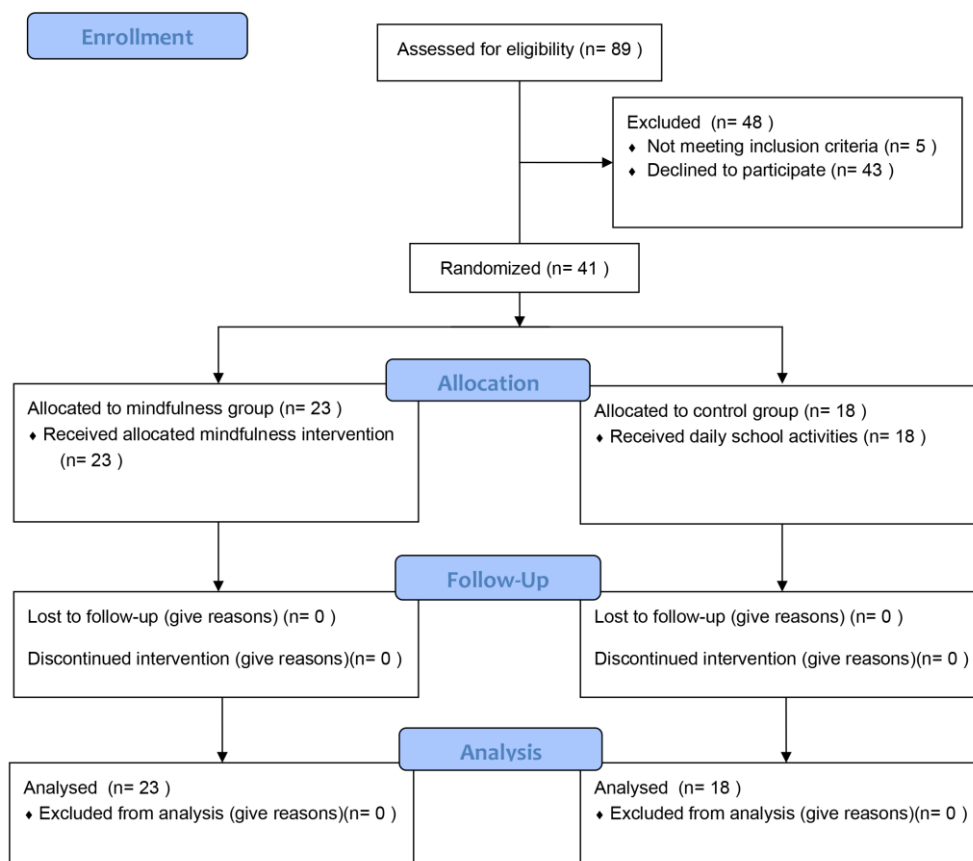 Enrollment
Assessed for eligibility (n= 89 )
Excluded (n= 48 )
♦ Not meeting inclusion criteria (n= 5 )
♦ Declined to participate (n= 43 )
Randomized (n= 41 )
Allocation
Allocated to mindfulness group (n= 23 )
♦ Received allocated mindfulness intervention
(n= 23 )
Allocated to control group (n= 18 )
♦ Received daily school activities (n= 18 )
Follow-Up
Lost to follow-up (give reasons) (n= 0 )
Discontinued intervention (give reasons)(n= 0 )
Lost to follow-up (give reasons) (n= 0 )
Discontinued intervention (give reasons)(n= 0 )
Analysis
Analysed (n= 23 )
♦ Excluded from analysis (give reasons)(n= 0 )
Analysed (n= 18 )
♦ Excluded from analysis (give reasons)(n= 0 )